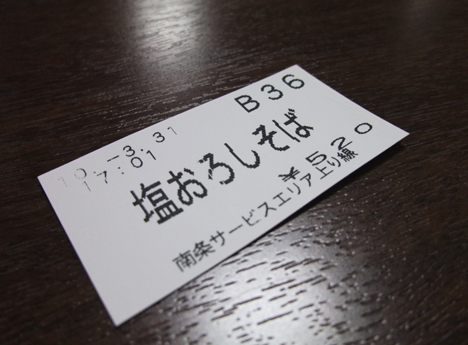 B36
10.-3.31
17:01
塩おろしそば
¥520
南条サービスエリア上り線